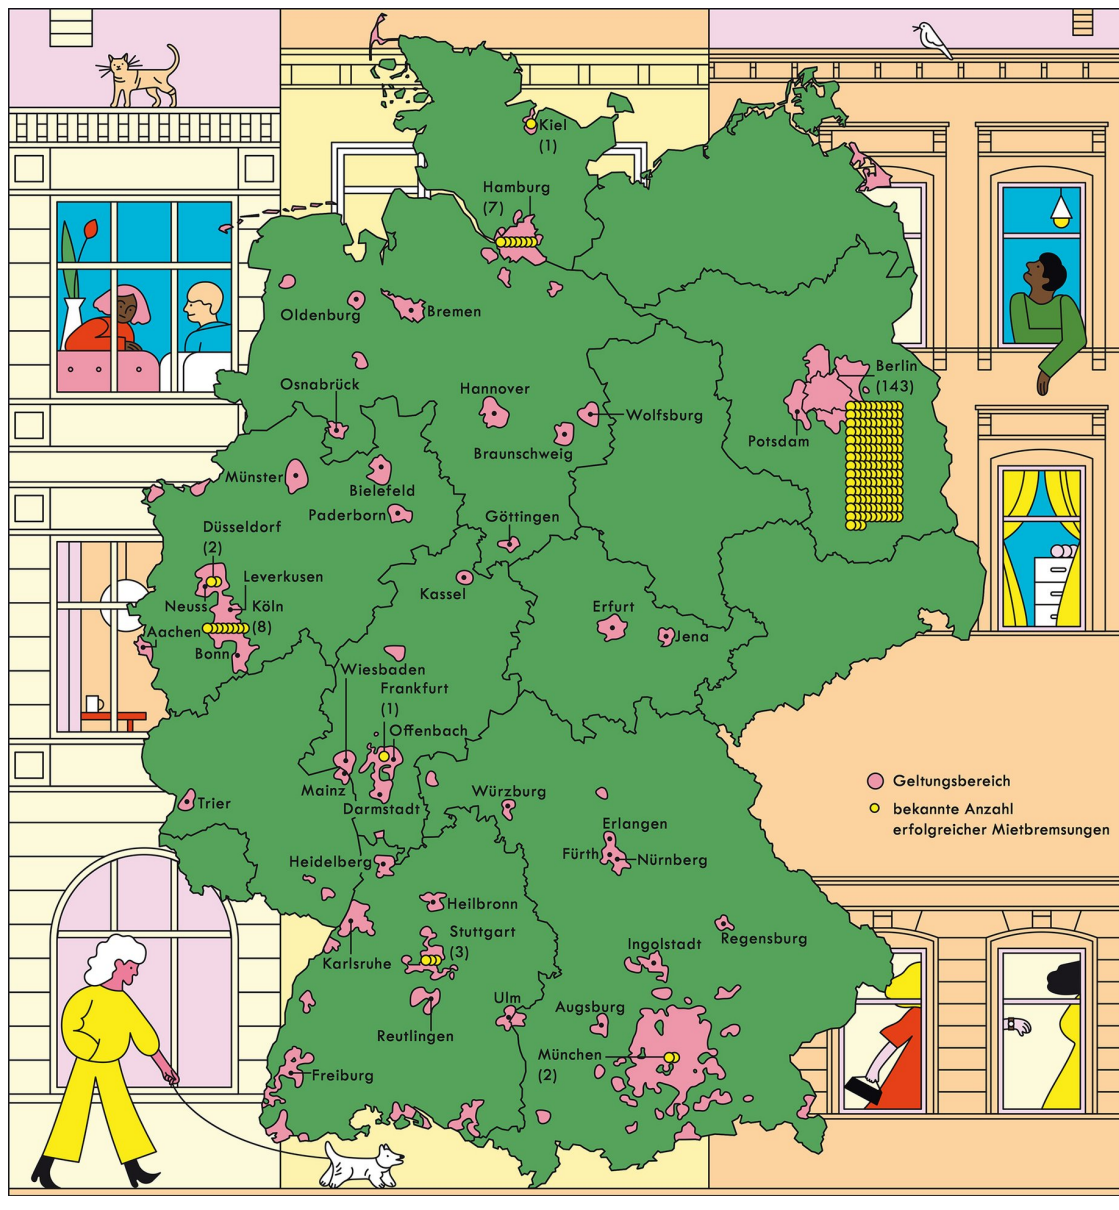 Kiel
(1)
Hamburg
(7)
Oldenburg
Bremen
Berlin
(143)
Osnabrück
Hannover
Wolfsburg
Potsdam
Braunschweig
Münster
Bielefeld
Paderborn
Göttingen
Düsseldorf
(2)
Leverkusen
Kassel
Neuss
Köln
(8)
Aachen
Bonn
Erfurt
Jena
Wiesbaden
Frankfurt
(1)
Offenbach
Mainz
Darmstadt
Trier
Würzburg
Geltungsbereich
bekannte Anzahl
erfolgreicher Mietbremsungen
Erlangen
Fürth
Nürnberg
Heidelberg
Heilbronn
Stuttgart
(3)
Karlsruhe
Regensburg
Ingolstadt
Ulm
Augsburg
Reutlingen
München
(2)
Freiburg